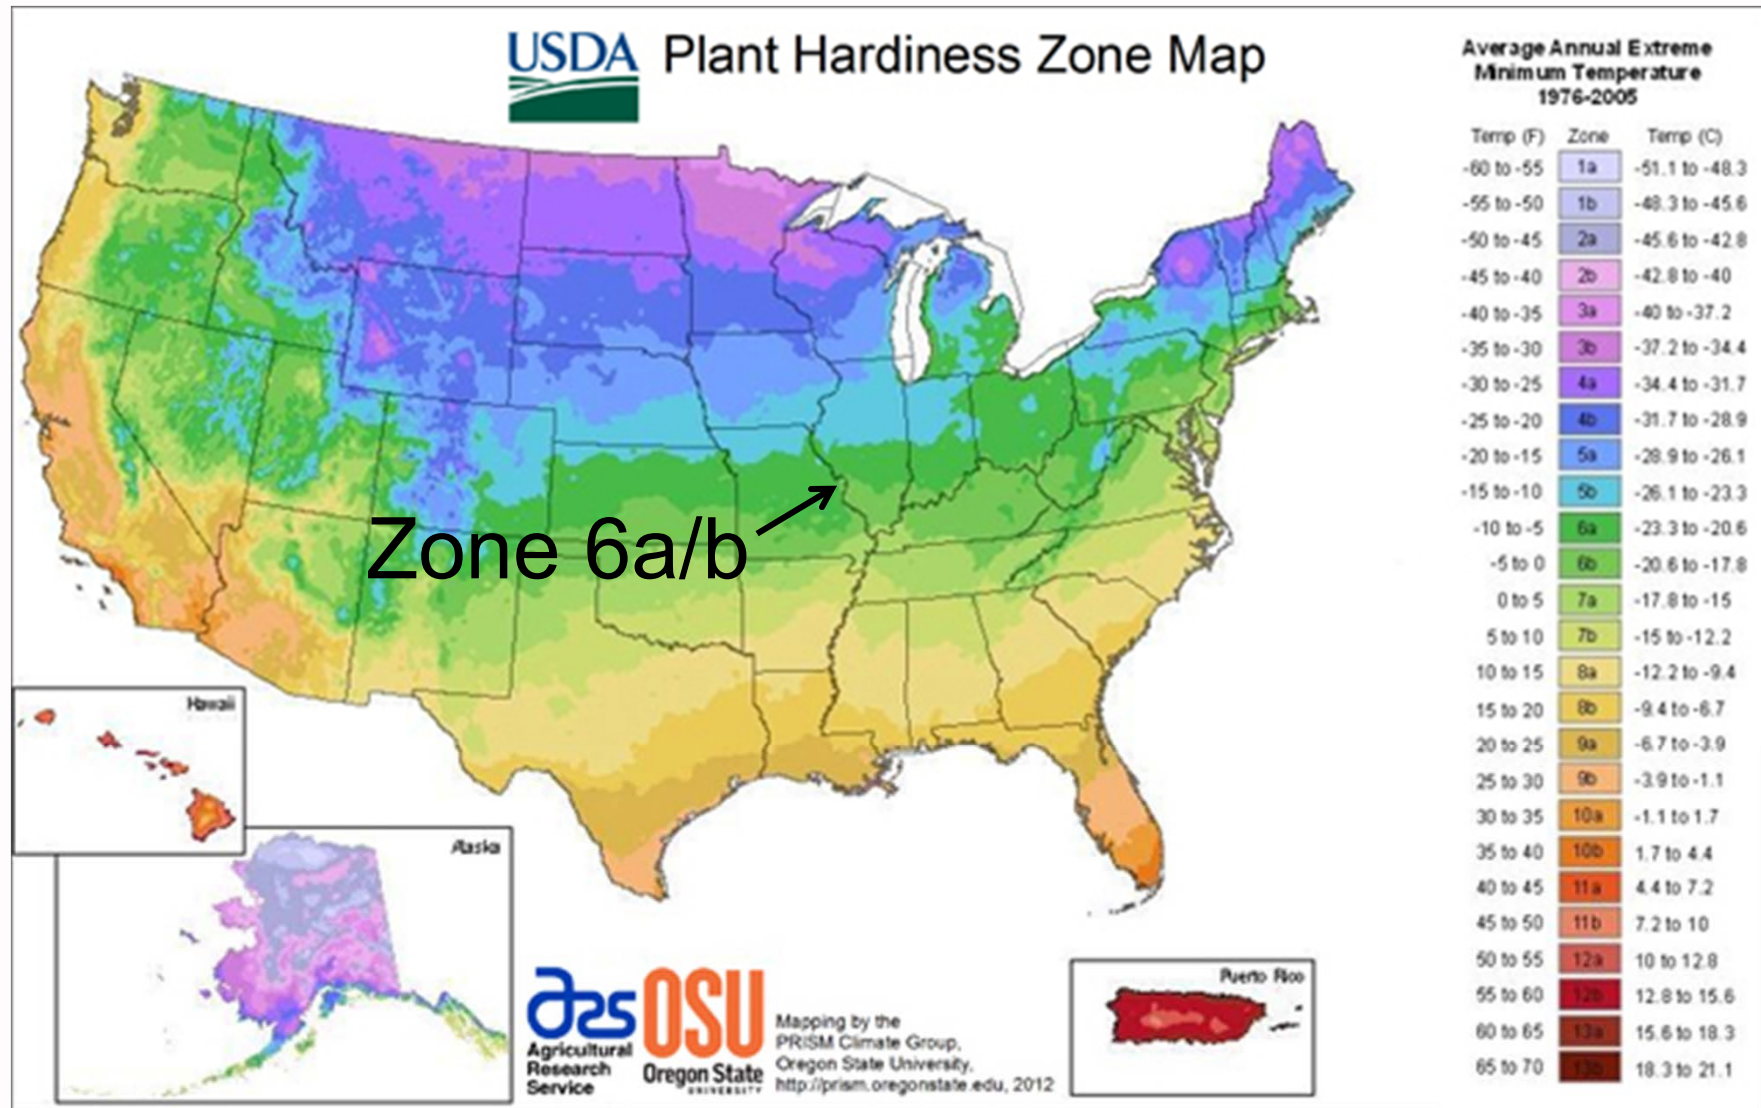 USDA Plant Hardiness Zone Map
Average Annual Extreme
Minimum Temperature
1976-2005
Temp (F) Zone Temp (C)
-60 to -55 1a -51.1 to -48.3
-55 to -50 1b -48.3 to -45.6
-50 to -45 2a -45.6 to -42.8
-45 to -40 2b -42.8 to -40
-40 to -35 3a -40 to -37.2
-35 to -30 3b -37.2 to -34.4
-30 to -25 4a -34.4 to -31.7
-25 to -20 4b -31.7 to -28.9
-20 to -15 5a -28.9 to -26.1
-15 to -10 5b -26.1 to -23.3
-10 to -5 6a -23.3 to -20.6
-5 to 0 6b -20.6 to -17.8
0 to 5 7a -17.8 to -15
5 to 10 7b -15 to -12.2
10 to 15 8a -12.2 to -9.4
15 to 20 8b -9.4 to -6.7
20 to 25 9a -6.7 to -3.9
25 to 30 9b -3.9 to -1.1
30 to 35 10a -1.1 to 1.7
35 to 40 10b 1.7 to 4.4
40 to 45 11a 4.4 to 7.2
45 to 50 11b 7.2 to 10
50 to 55 12a 10 to 12.8
55 to 60 12b 12.8 to 15.6
60 to 65 13a 15.6 to 18.3
65 to 70 13b 18.3 to 21.1
Zone 6a/b
Hawaii
Alaska
ars
Agricultural
Research
Service
OSU
Oregon State
UNIVERSITY
Mapping by the
PRISM Climate Group,
Oregon State University,
http://prism.oregonstate.edu, 2012
Puerto Rico